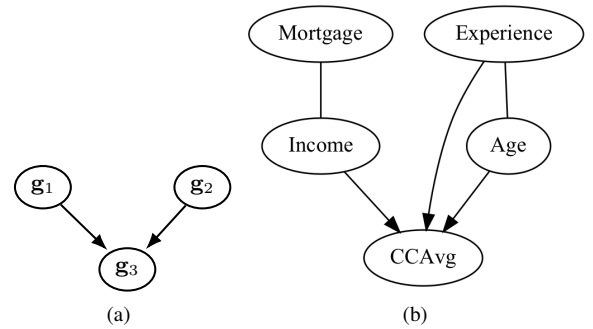 Mortgage Experience
Income Age
g1 g2
CCAvg
g3
(a) (b)